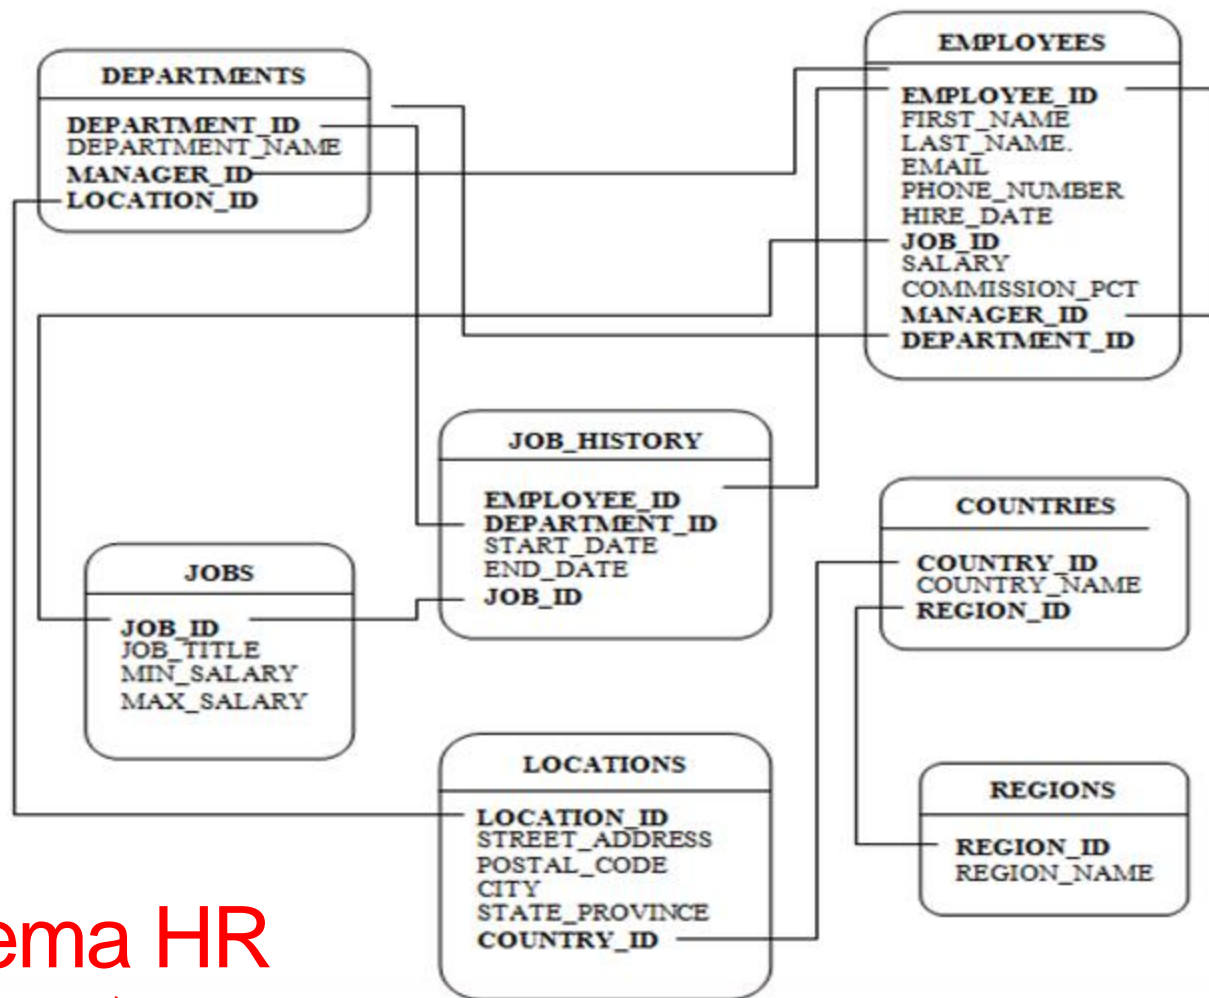 DEPARTMENTS
DEPARTMENT_ID
DEPARTMENT_NAME
MANAGER_ID
LOCATION_ID
EMPLOYEES
EMPLOYEE_ID
FIRST_NAME
LAST_NAME.
EMAIL
PHONE_NUMBER
HIRE_DATE
JOB_ID
SALARY
COMMISSION_PCT
MANAGER_ID
DEPARTMENT_ID
JOB_HISTORY
EMPLOYEE_ID
DEPARTMENT_ID
START_DATE
END_DATE
JOB_ID
COUNTRIES
COUNTRY_ID
COUNTRY_NAME
REGION_ID
JOBS
JOB_ID
JOB_TITLE
MIN_SALARY
MAX_SALARY
LOCATIONS
LOCATION_ID
STREET_ADDRESS
POSTAL_CODE
CITY
STATE_PROVINCE
COUNTRY_ID
REGIONS
REGION_ID
REGION_NAME
ema HR